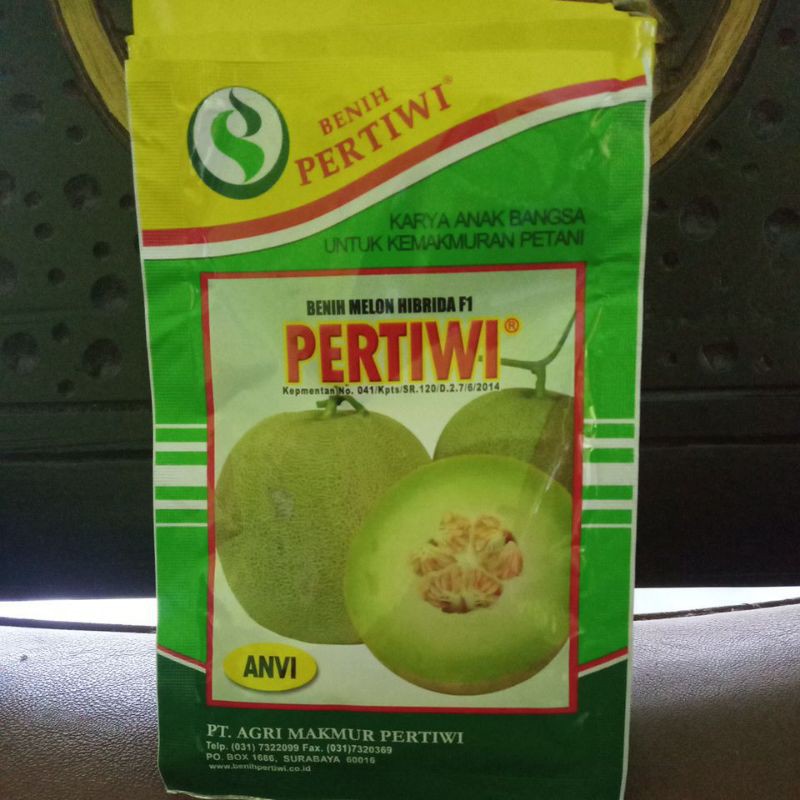 BENIH
PERTIWI®
KARYA ANAK BANGSA
UNTUK KEMAKMURAN PETANI
BENIH MELON HIBRIDA F1
PERTIWI®
Kepmentan No. 041/Kpts/SR.120/D.2.7/6/2014
ANVI
PT. AGRI MAKMUR PERTIWI
Telp. (031) 7322099 Fax. (031)7320369
PO. BOX 1686, SURABAYA 60016
www.benihpertiwi.co.id